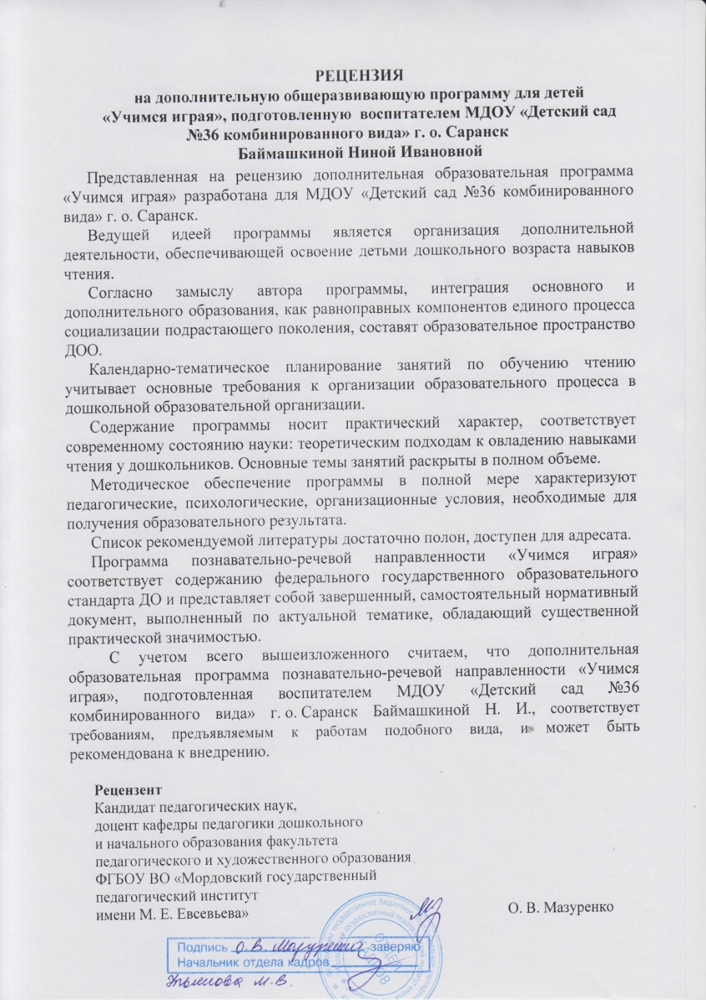 РЕЦЕНЗИЯ
на дополнительную общеразвивающую программу для детей
«Учимся играя», подготовленную воспитателем МДОУ «Детский сад
№36 комбинированного вида» г. о. Саранск
Баймашкиной Ниной Ивановной
Представленная на рецензию дополнительная образовательная программа
«Учимся играя» разработана для МДОУ «Детский сад №36 комбинированного
вида» г. о. Саранск.
Ведущей идеей программы является организация дополнительной
деятельности, обеспечивающей освоение детьми дошкольного возраста навыков
чтения.
Согласно замыслу автора программы, интеграция основного и
дополнительного образования, как равноправных компонентов единого процесса
социализации подрастающего поколения, составят образовательное пространство
ДОО.
Календарно-тематическое планирование занятий по обучению чтению
учитывает основные требования к организации образовательного процесса в
дошкольной образовательной организации.
Содержание программы носит практический характер, соответствует
современному состоянию науки: теоретическим подходам к овладению навыками
чтения у дошкольников. Основные темы занятий раскрыты в полном объеме.
Методическое обеспечение программы в полной мере характеризуют
педагогические, психологические, организационные условия, необходимые для
получения образовательного результата.
Список рекомендуемой литературы достаточно полон, доступен для адресата.
Программа познавательно-речевой направленности «Учимся играя»
соответствует содержанию федерального государственного образовательного
стандарта ДО и представляет собой завершенный, самостоятельный нормативный
документ, выполненный по актуальной тематике, обладающий существенной
практической значимостью.
С учетом всего вышеизложенного считаем, что дополнительная
образовательная программа познавательно-речевой направленности «Учимся
играя», подготовленная воспитателем МДОУ «Детский сад №36
комбинированного вида» г. о. Саранск Баймашкиной Н. И., соответствует
требованиям, предъявляемым к работам подобного вида, и может быть
рекомендована к внедрению.
Рецензент
Кандидат педагогических наук,
доцент кафедры педагогики дошкольного
и начального образования факультета
педагогического и художественного образования
ФГБОУ ВО «Мордовский государственный
педагогический институт
имени М. Е. Евсевьева»
О. В. Мазуренко
Подпись О.В. Мазуренко заверяю
Начальник отдела кадров
М.В.
ОТДЕЛ
КАДРОВ